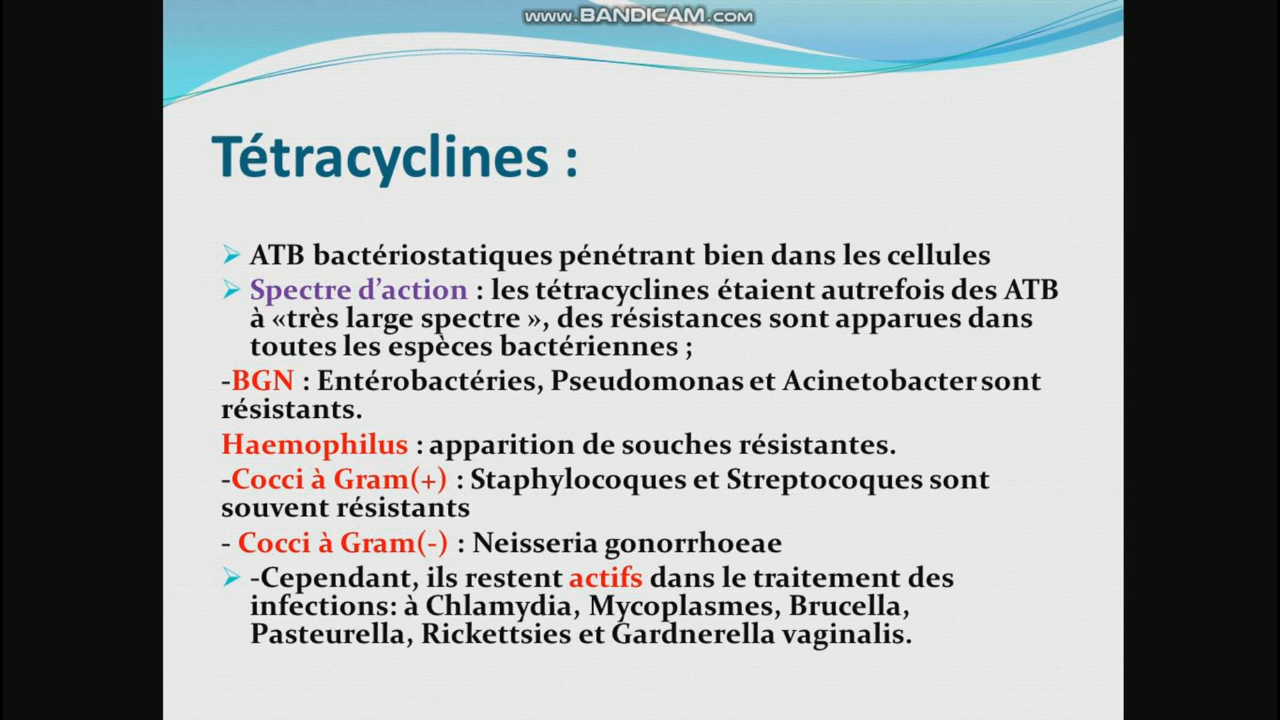 www.BANDICAM.com
Tétracyclines :
ATB bactériostatiques pénétrant bien dans les cellules
Spectre d’action : les tétracyclines étaient autrefois des ATB
à «très large spectre », des résistances sont apparues dans
toutes les espèces bactériennes ;
-BGN : Entérobactéries, Pseudomonas et Acinetobacter sont
résistants.
Haemophilus : apparition de souches résistantes.
-Cocci à Gram(+) : Staphylocoques et Streptocoques sont
souvent résistants
- Cocci à Gram(-) : Neisseria gonorrhoeae
-Cependant, ils restent actifs dans le traitement des
infections: à Chlamydia, Mycoplasmes, Brucella,
Pasteurella, Rickettsies et Gardnerella vaginalis.